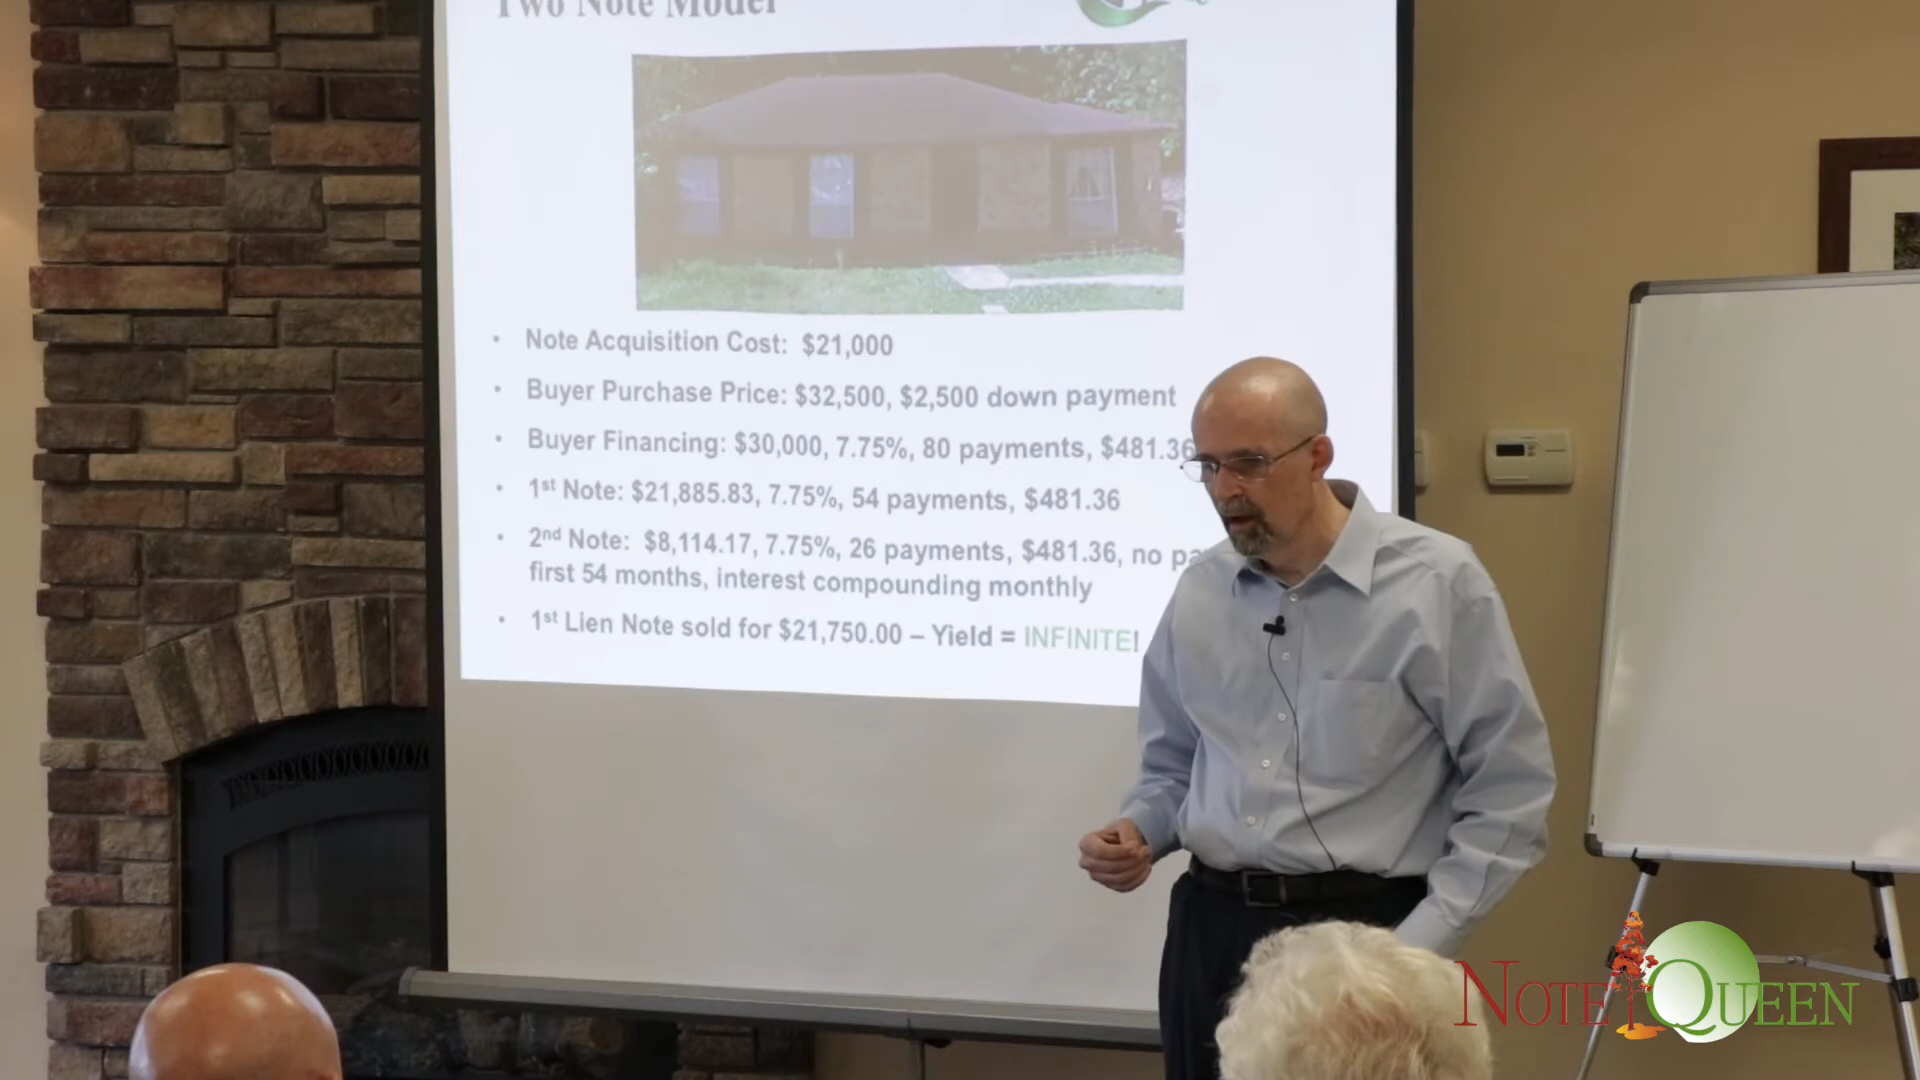 Two Note Model
• Note Acquisition Cost: $21,000
• Buyer Purchase Price: $32,500, $2,500 down payment
• Buyer Financing: $30,000, 7.75%, 80 payments, $481.36
• 1st Note: $21,885.83, 7.75%, 54 payments, $481.36
• 2nd Note: $8,114.17, 7.75%, 26 payments, $481.36, no
first 54 months, interest compounding monthly
• 1st Lien Note sold for $21,750.00 – Yield = INFINITE!
NOTE QUEEN